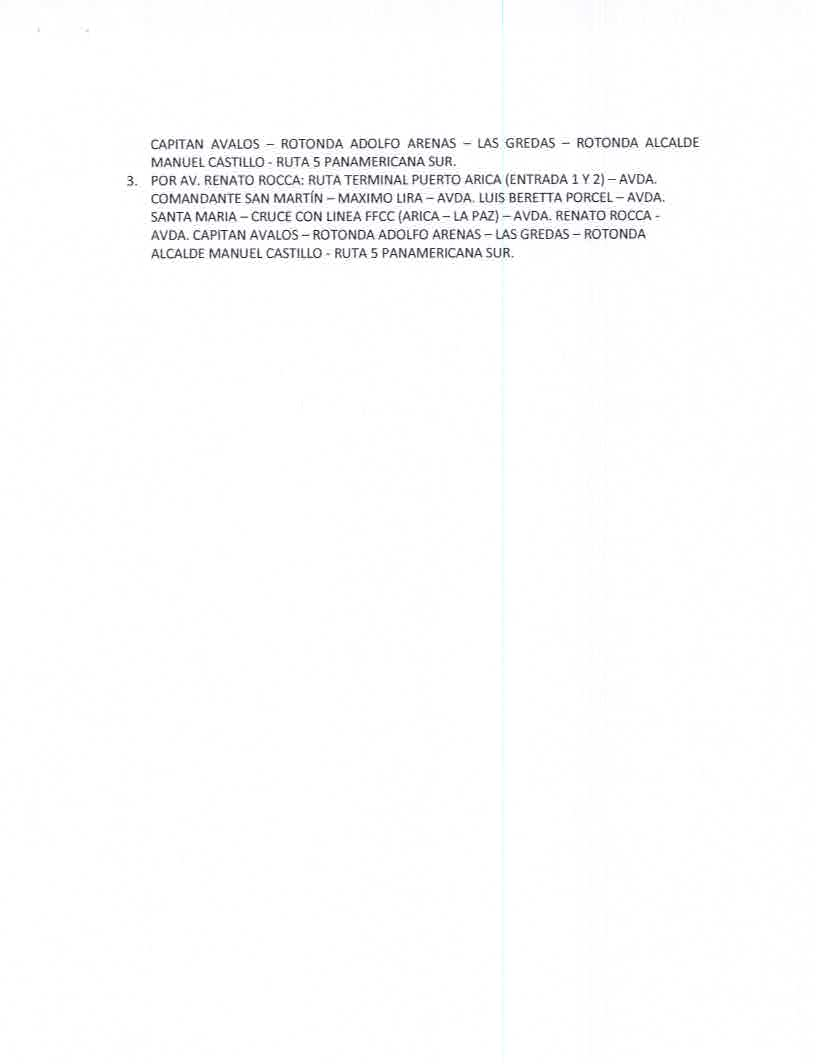 CAPITAN AVALOS – ROTONDA ADOLFO ARENAS – LAS GREDAS – ROTONDA ALCALDE
MANUEL CASTILLO - RUTA 5 PANAMERICANA SUR.
3. POR AV. RENATO ROCCA: RUTA TERMINAL PUERTO ARICA (ENTRADA 1 Y 2) – AVDA.
COMANDANTE SAN MARTÍN – MAXIMO LIRA – AVDA. LUIS BERETTA PORCEL – AVDA.
SANTA MARIA – CRUCE CON LINEA FFCC (ARICA – LA PAZ) – AVDA. RENATO ROCCA -
AVDA. CAPITAN AVALOS – ROTONDA ADOLFO ARENAS – LAS GREDAS – ROTONDA
ALCALDE MANUEL CASTILLO - RUTA 5 PANAMERICANA SUR.